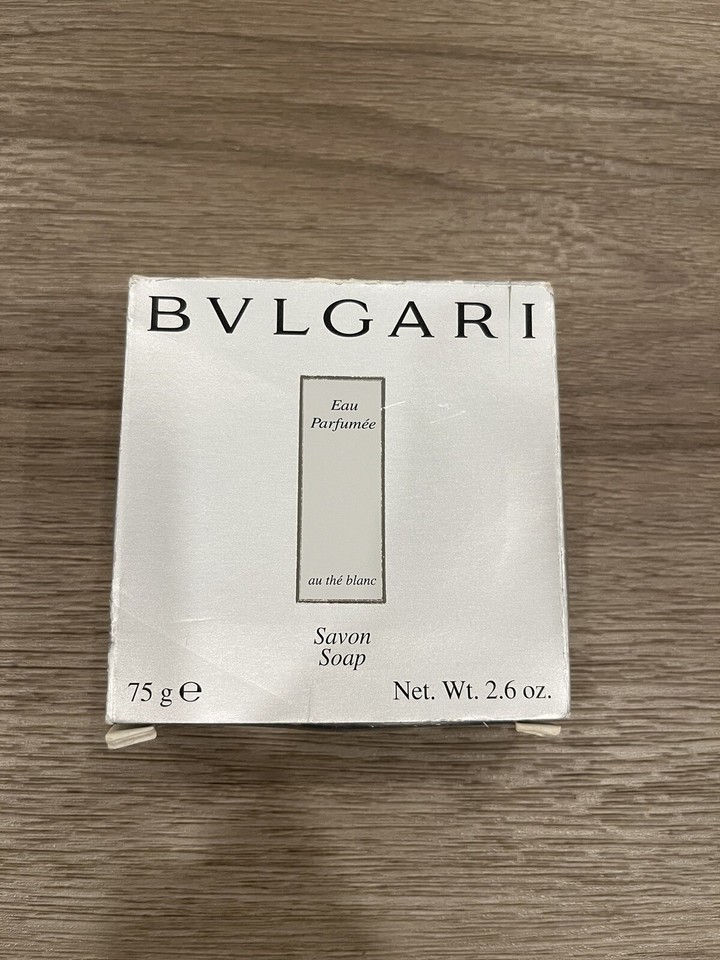 BVLGARI
Eau
Parfumée
au thé blanc
Savon
Soap
75 g ℮ Net. Wt. 2.6 oz.